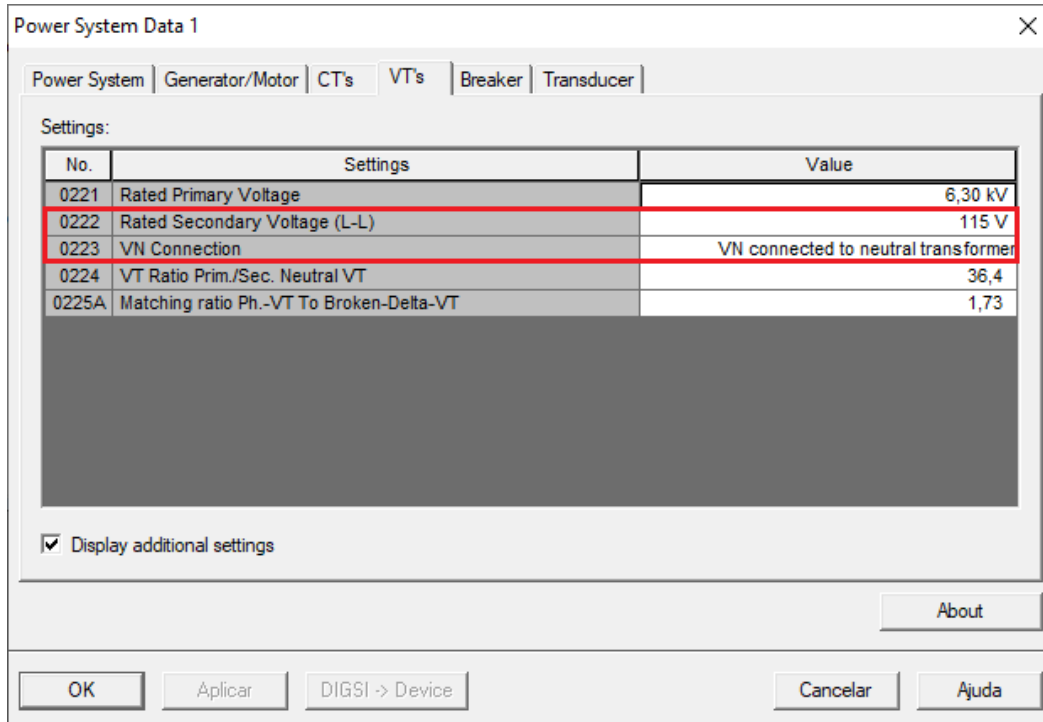 Power System Data 1
Power System Generator/Motor CT's VT's Breaker Transducer
Settings:
No. Settings Value
0221 Rated Primary Voltage 6,30 kV
0222 Rated Secondary Voltage (L-L) 115 V
0223 VN Connection VN connected to neutral transformer
0224 VT Ratio Prim./Sec. Neutral VT 36,4
0225A Matching ratio Ph.-VT To Broken-Delta-VT 1,73
Display additional settings
About
OK Aplicar DIGSI -> Device Cancelar Ajuda